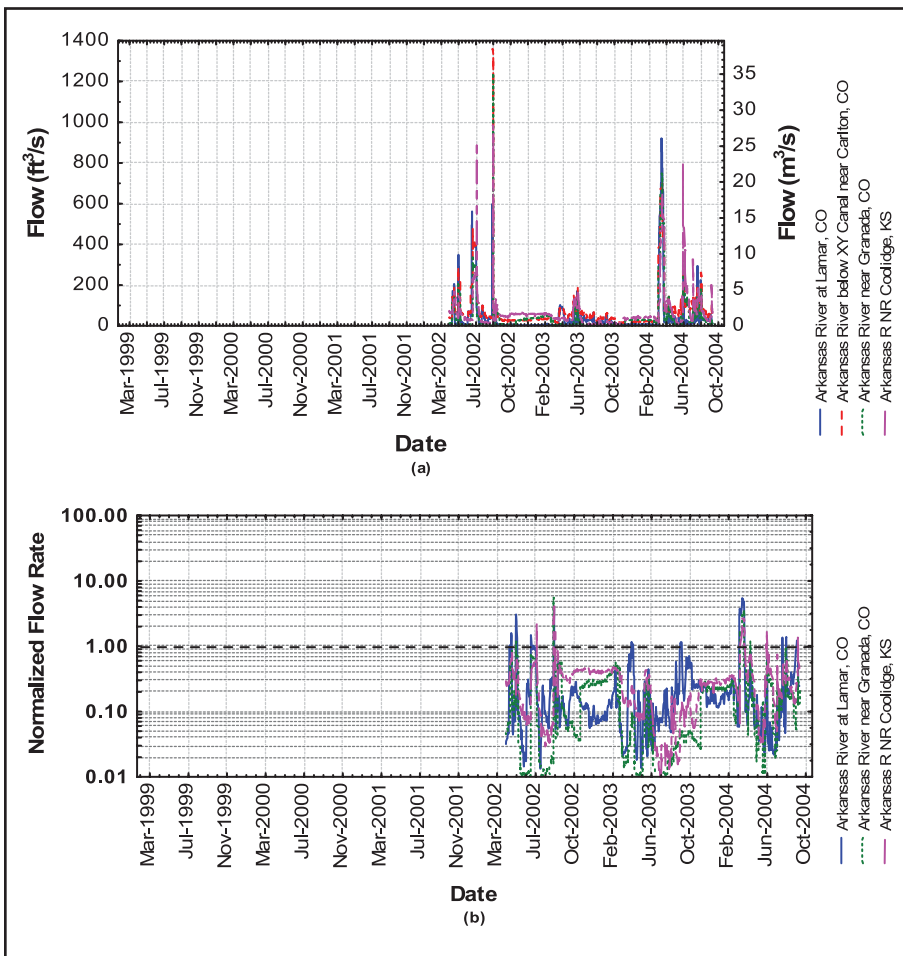 1400
1200
1000
800
600
400
200
0
Flow (ft³/s)
35
30
25
20
15
10
5
0
Flow (m³/s)
Mar-1999
Jul-1999
Nov-1999
Mar-2000
Jul-2000
Nov-2000
Mar-2001
Jul-2001
Nov-2001
Mar-2002
Jul-2002
Oct-2002
Feb-2003
Jun-2003
Oct-2003
Feb-2004
Jun-2004
Oct-2004
Date
(a)
Arkansas River at Lamar, CO
Arkansas River below XY Canal near Carlton, CO
Arkansas River near Granada, CO
Arkansas R NR Coolidge, KS
100.00
10.00
1.00
0.10
0.01
Normalized Flow Rate
Mar-1999
Jul-1999
Nov-1999
Mar-2000
Jul-2000
Nov-2000
Mar-2001
Jul-2001
Nov-2001
Mar-2002
Jul-2002
Oct-2002
Feb-2003
Jun-2003
Oct-2003
Feb-2004
Jun-2004
Oct-2004
Date
(b)
Arkansas River at Lamar, CO
Arkansas River near Granada, CO
Arkansas R NR Coolidge, KS